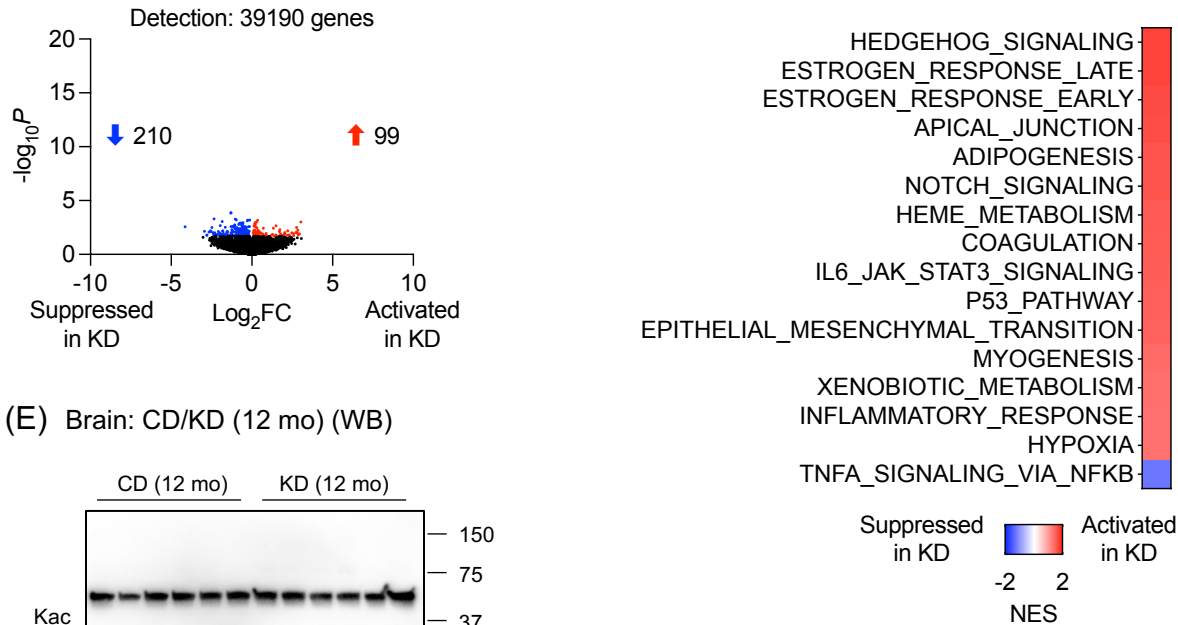 Detection: 39190 genes
20
15
10
5
0
-log10P
210
99
-10
-5
0
5
10
Suppressed
in KD
Log2FC
Activated
in KD
HEDGEHOG_SIGNALING
ESTROGEN_RESPONSE_LATE
ESTROGEN_RESPONSE_EARLY
APICAL_JUNCTION
ADIPOGENESIS
NOTCH_SIGNALING
HEME_METABOLISM
COAGULATION
IL6_JAK_STAT3_SIGNALING
P53_PATHWAY
EPITHELIAL_MESENCHYMAL_TRANSITION
MYOGENESIS
XENOBIOTIC_METABOLISM
INFLAMMATORY_RESPONSE
HYPOXIA
TNFA_SIGNALING_VIA_NFKB
Suppressed
in KD
Activated
in KD
-2
2
NES
(E) Brain: CD/KD (12 mo) (WB)
CD (12 mo)
KD (12 mo)
150
75
37
Kac